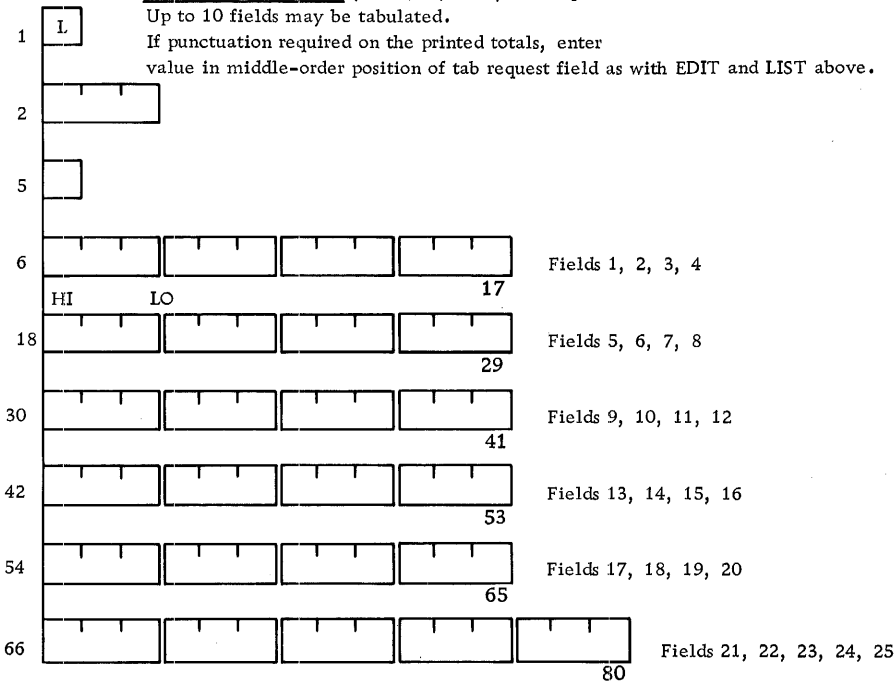 Up to 10 fields may be tabulated.
1 L
If punctuation required on the printed totals, enter
value in middle-order position of tab request field as with EDIT and LIST above.
2
5
6 Fields 1, 2, 3, 4
17
HI LO
18 Fields 5, 6, 7, 8
29
30 Fields 9, 10, 11, 12
41
42 Fields 13, 14, 15, 16
53
54 Fields 17, 18, 19, 20
65
66 Fields 21, 22, 23, 24, 25
80